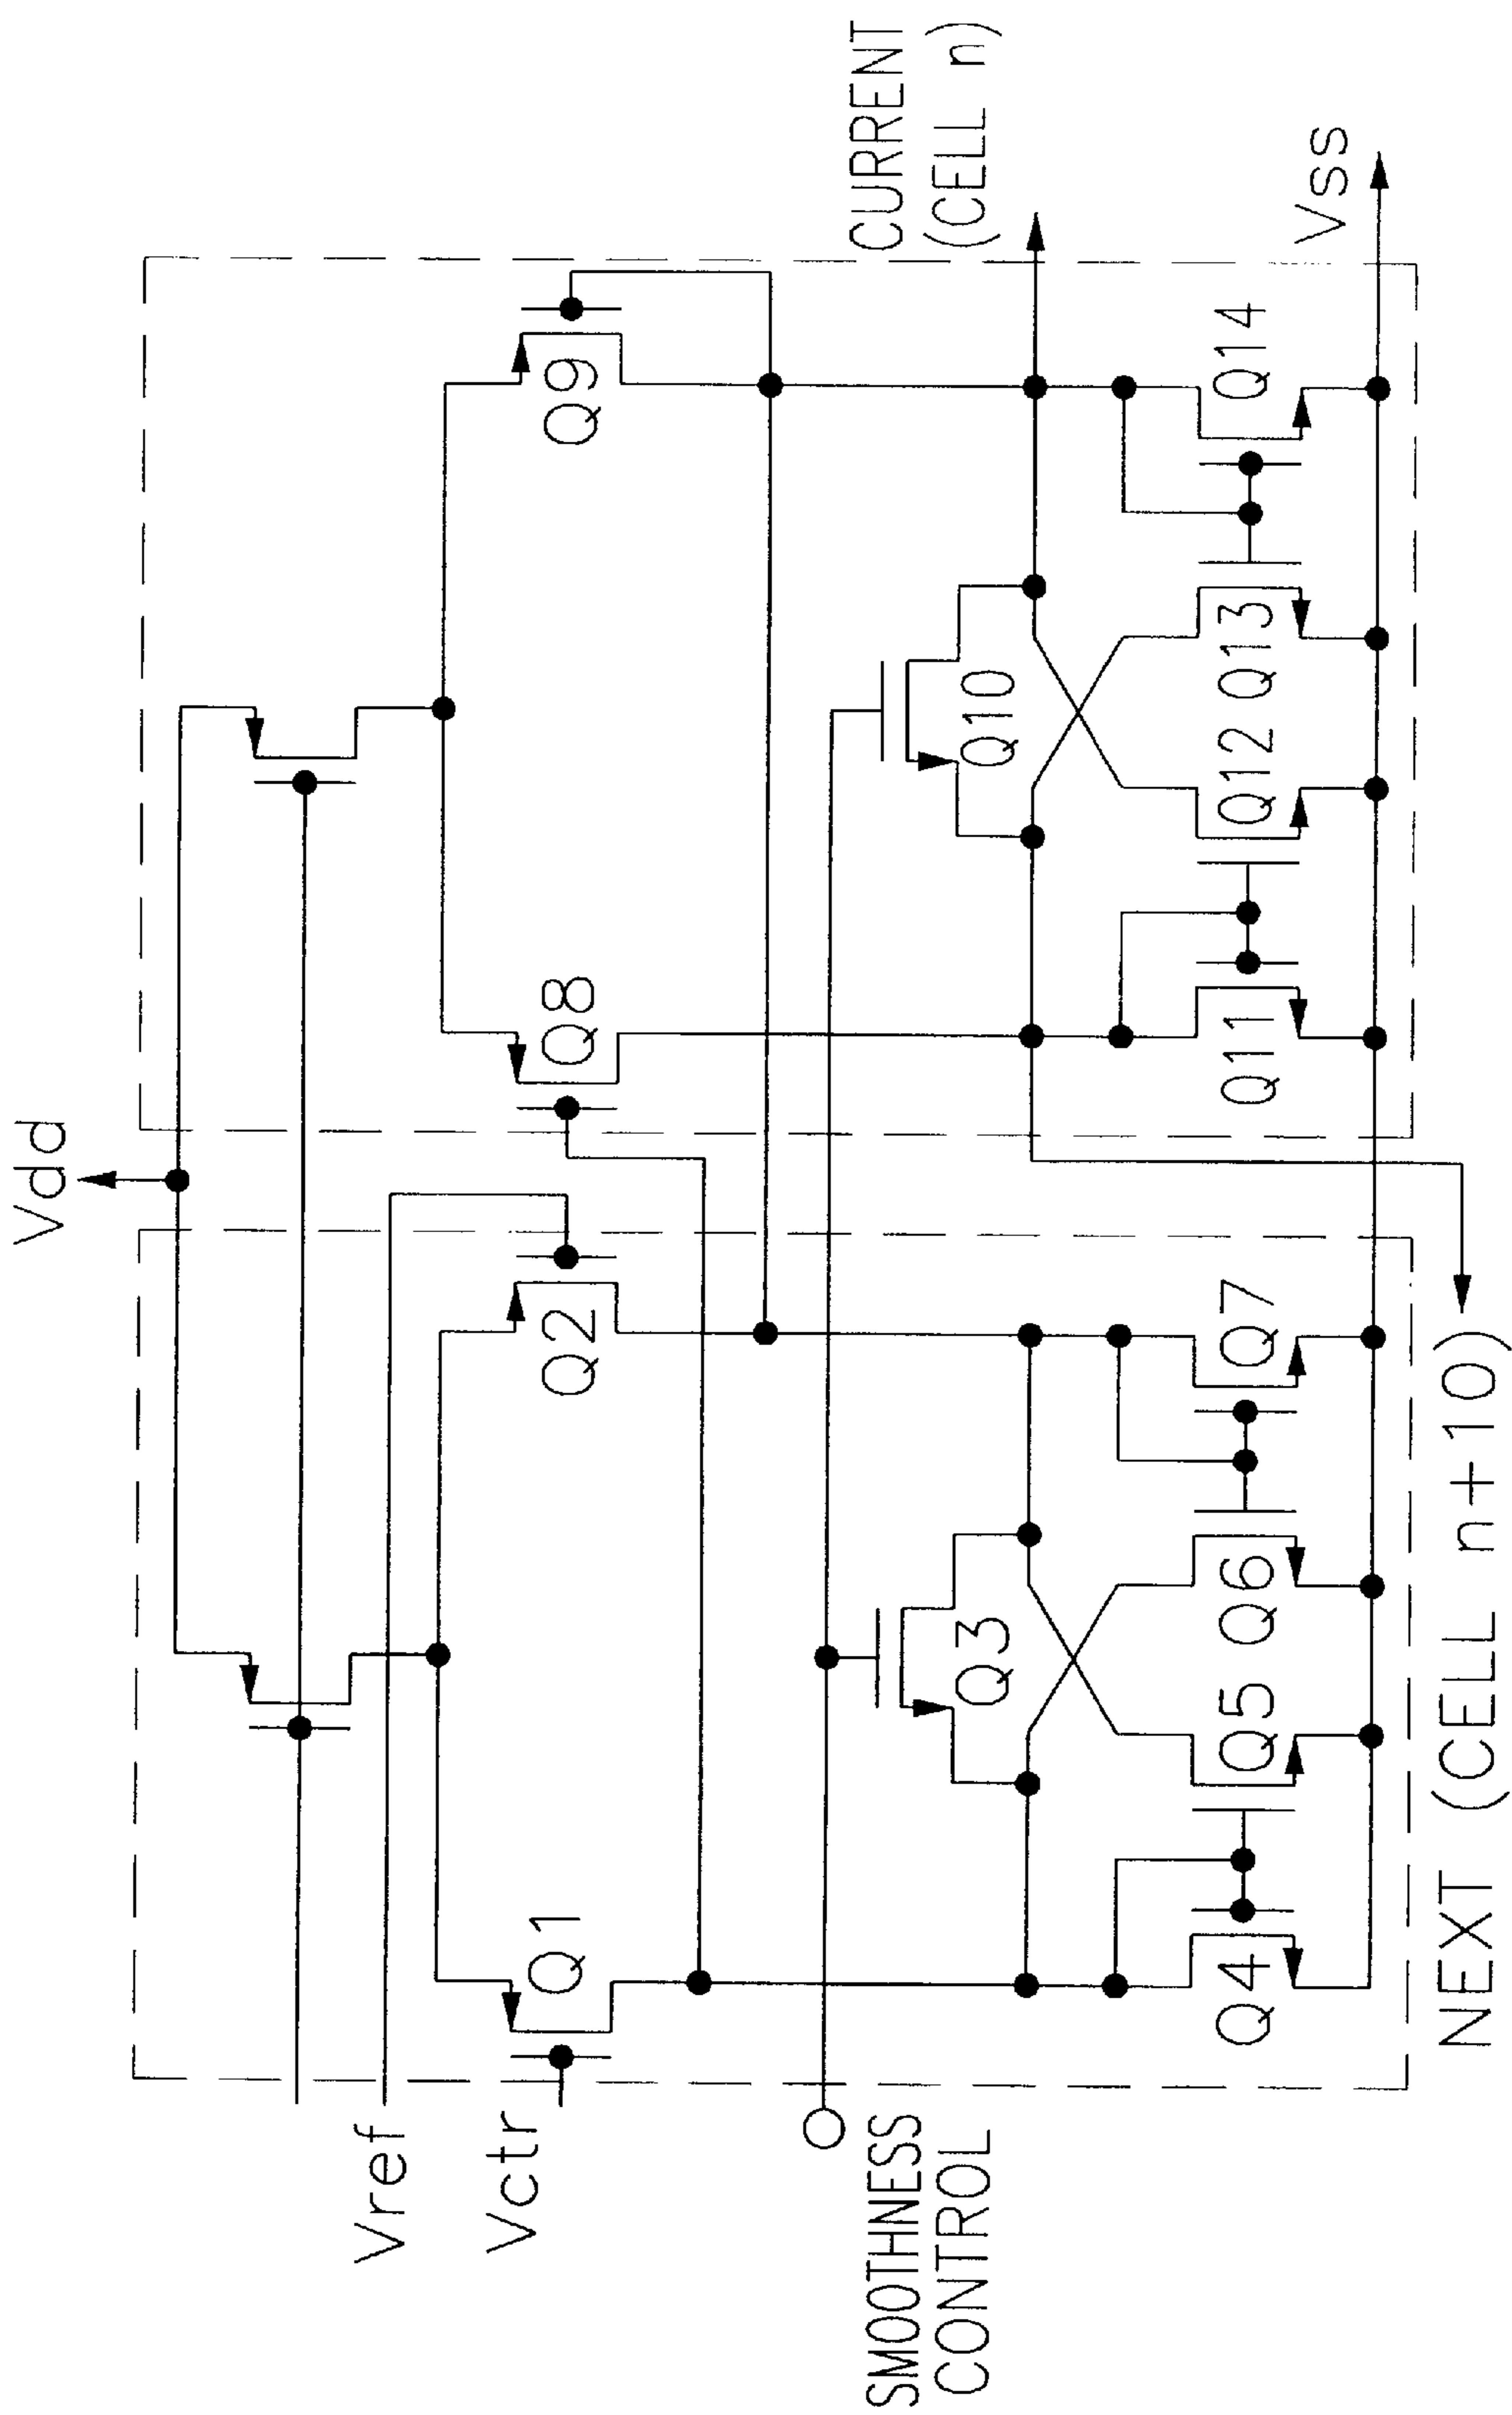 Vdd
Vref
Vctr
SMOOTHNESS
CONTROL
Q1
Q2
Q8
Q9
Q3
Q10
CURRENT
(CELL n)
Q4
Q5
Q6
Q7
Q11
Q12
Q13
Q14
Vss
NEXT (CELL n+10)